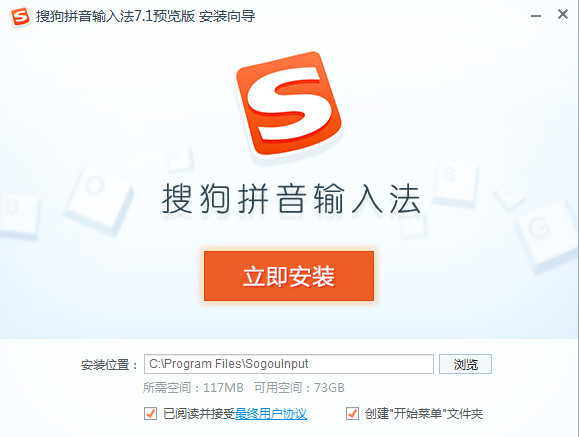 搜狗拼音输入法7.1预览版 安装向导
S
搜狗拼音输入法
U
O
S
G
立即安装
安装位置： C:\Program Files\SogouInput 浏览
所需空间：117MB 可用空间：73GB
已阅读并接受最终用户协议 创建"开始菜单"文件夹